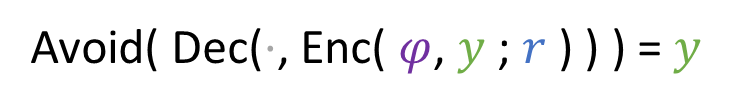 Avoid( Dec(·, Enc( φ, y ; r ) ) ) = y